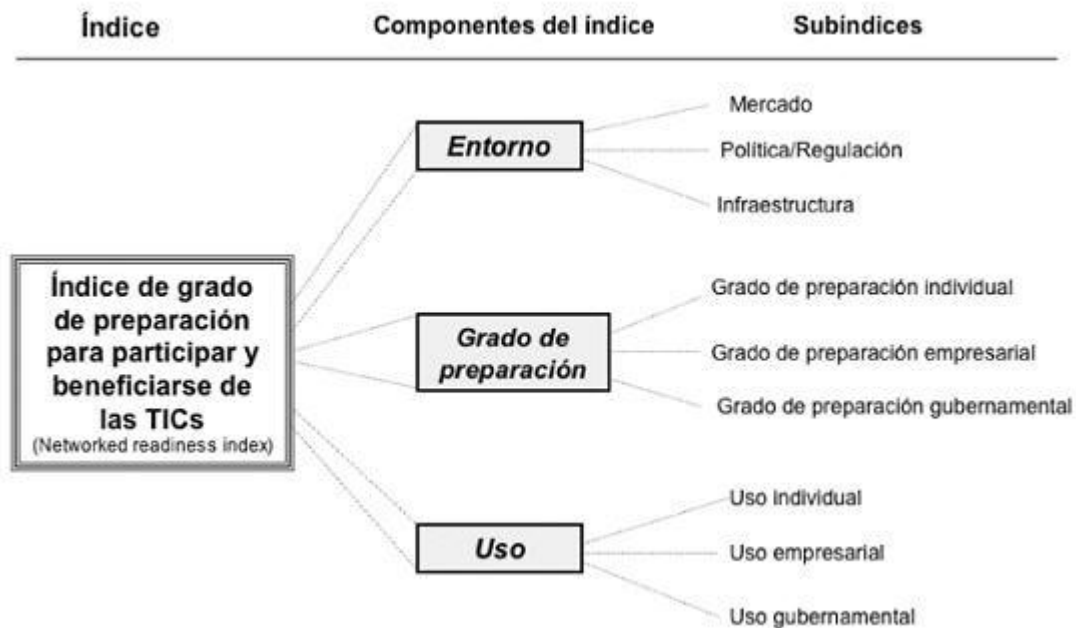 Índice
Componentes del índice
Subindices
Índice de grado
de preparación
para participar y
beneficiarse de
las TICs
(Networked readiness index)
Entorno
Mercado
Política/Regulación
Infraestructura
Grado de
preparación
Grado de preparación individual
Grado de preparación empresarial
Grado de preparación gubernamental
Uso
Uso individual
Uso empresarial
Uso gubernamental